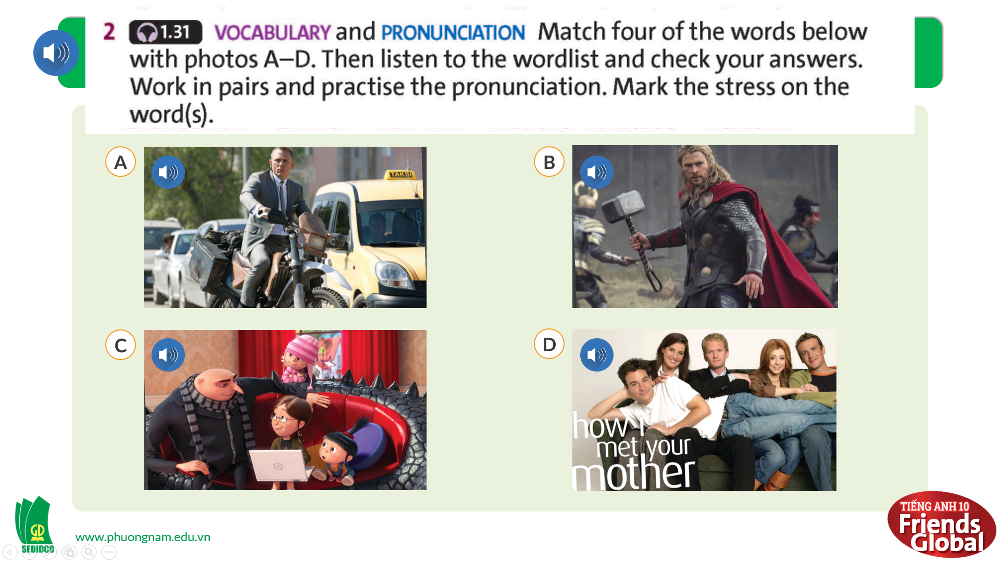 2 1.31 VOCABULARY and PRONUNCIATION Match four of the words below
with photos A–D. Then listen to the wordlist and check your answers.
Work in pairs and practise the pronunciation. Mark the stress on the
word(s).
A
TAKSI
B
C
D
how i
met your
mother
GD
SEDIDCO
www.phuongnam.edu.vn
TIẾNG ANH 10
Friends
Global